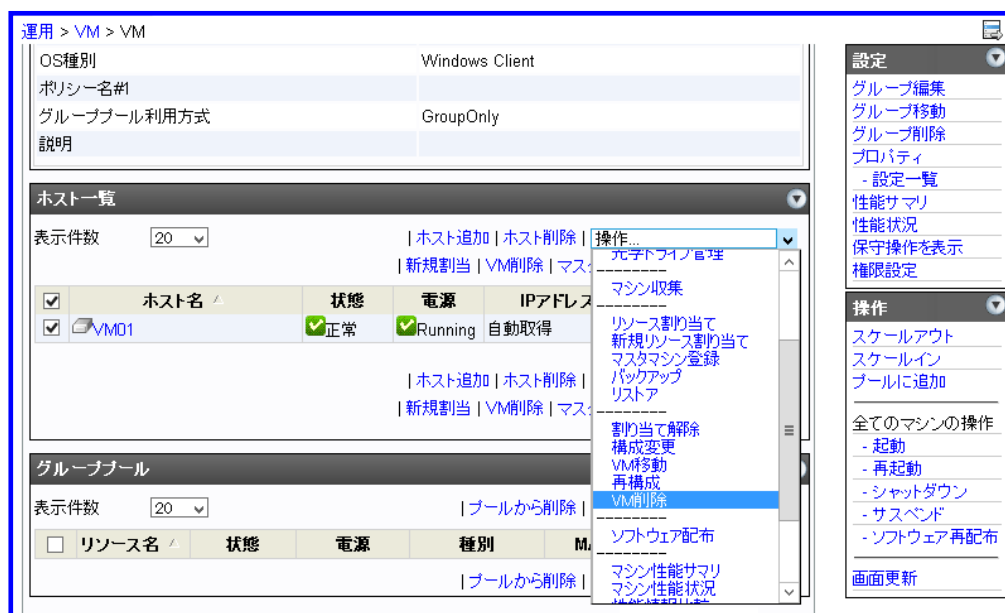 運用 > VM > VM
OS種別 Windows Client
ポリシー名#1
グループプール利用方式 GroupOnly
説明
ホスト一覧
表示件数 20 | ホスト追加 | ホスト削除 | 操作...
| 新規割当 | VM削除 | マス
光学ドライブ管理
--------
マシン収集
--------
リソース割り当て
新規リソース割り当て
マスタマシン登録
バックアップ
リストア
--------
割り当て解除
構成変更
VM移動
再構成
VM削除
--------
ソフトウェア配布
--------
マシン性能サマリ
マシン性能状況
性能情報比較
ホスト名 状態 電源 IPアドレス
VM01 正常 Running 自動取得
| ホスト追加 | ホスト削除 |
| 新規割当 | VM削除 | マス
グループプール
表示件数 20 | プールから削除 |
リソース名 状態 電源 種別 MA
| プールから削除 |
設定
グループ編集
グループ移動
グループ削除
プロパティ
- 設定一覧
性能サマリ
性能状況
保守操作を表示
権限設定
操作
スケールアウト
スケールイン
プールに追加
全てのマシンの操作
- 起動
- 再起動
- シャットダウン
- サスペンド
- ソフトウェア再配布
画面更新